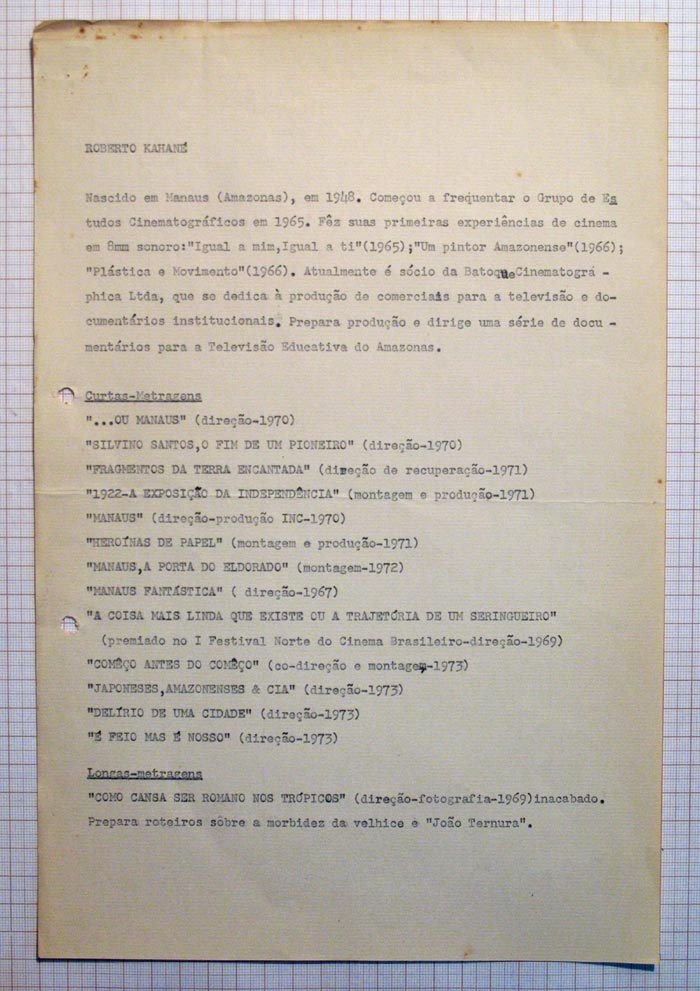 ROBERTO KAHANÉ
Nascido em Manaus (Amazonas), em 1948. Começou a frequentar o Grupo de Es
tudos Cinematográficos em 1965. Fêz suas primeiras experiências de cinema
em 8mm sonoro:"Igual a mim,Igual a ti"(1965);"Um pintor Amazonense"(1966);
"Plástica e Movimento"(1966). Atualmente é sócio da Batoque Cinematográ -
phica Ltda, que se dedica à produção de comerciais para a televisão e do-
cumentários institucionais. Prepara produção e dirige uma série de docu -
mentários para a Televisão Educativa do Amazonas.
Curtas-Metragens
"...OU MANAUS" (direção-1970)
"SILVINO SANTOS,O FIM DE UM PIONEIRO" (direção-1970)
"FRAGMENTOS DA TERRA ENCANTADA" (direção de recuperação-1971)
"1922-A EXPOSIÇÃO DA INDEPENDÊNCIA" (montagem e produção-1971)
"MANAUS" (direção-produção INC-1970)
"HEROÍNAS DE PAPEL" (montagem e produção-1971)
"MANAUS,A PORTA DO ELDORADO" (montagem-1972)
"MANAUS FANTÁSTICA" ( direção-1967)
"A COISA MAIS LINDA QUE EXISTE OU A TRAJETÓRIA DE UM SERINGUEIRO"
(premiado no I Festival Norte do Cinema Brasileiro-direção-1969)
"COMÊÇO ANTES DO COMÊÇO" (co-direção e montagem-1973)
"JAPONESES,AMAZONENSES & CIA" (direção-1973)
"DELÍRIO DE UMA CIDADE" (direção-1973)
"É FEIO MAS É NOSSO" (direção-1973)
Longas-metragens
"COMO CANSA SER ROMANO NOS TRÓPICOS" (direção-fotografia-1969)inacabado.
Prepara roteiros sôbre a morbidez da velhice e "João Ternura".